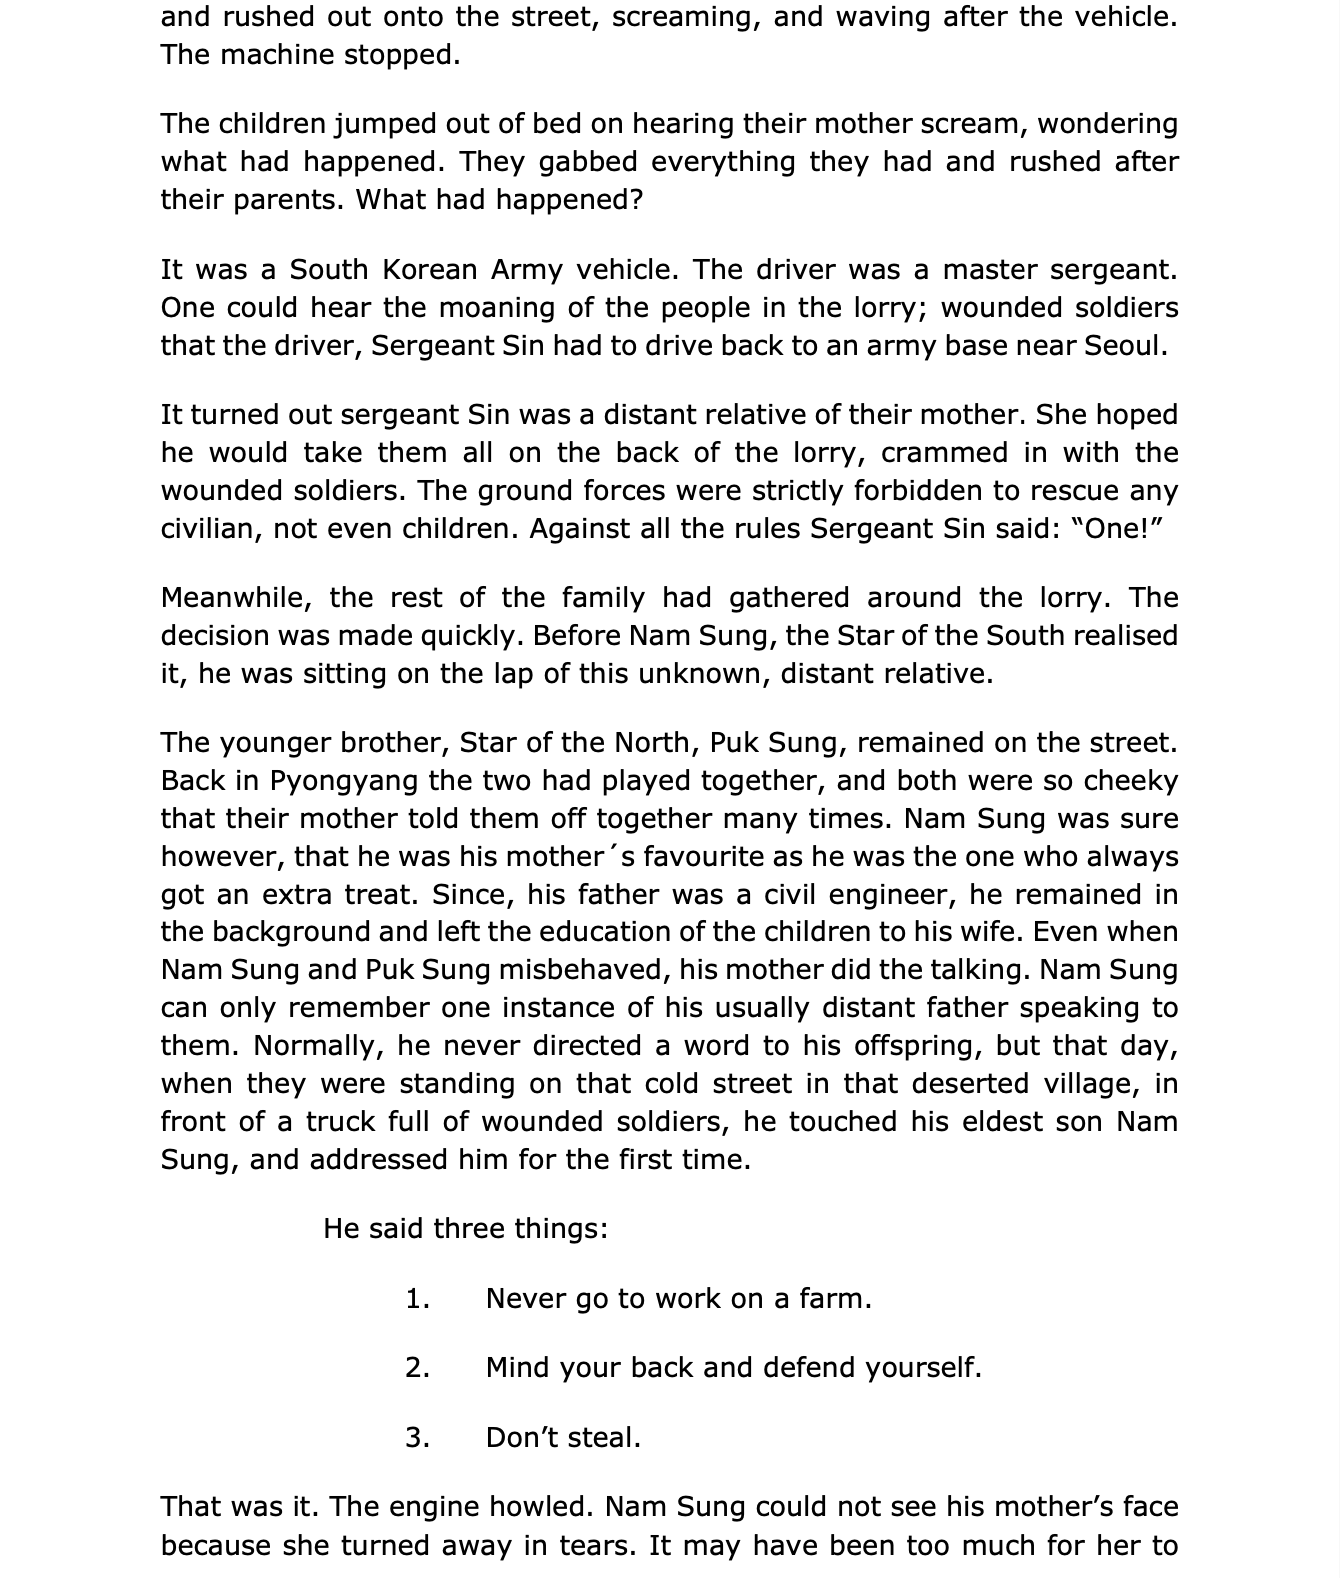 and rushed out onto the street, screaming, and waving after the vehicle.
The machine stopped.
The children jumped out of bed on hearing their mother scream, wondering
what had happened. They gabbed everything they had and rushed after
their parents. What had happened?
It was a South Korean Army vehicle. The driver was a master sergeant.
One could hear the moaning of the people in the lorry; wounded soldiers
that the driver, Sergeant Sin had to drive back to an army base near Seoul.
It turned out sergeant Sin was a distant relative of their mother. She hoped
he would take them all on the back of the lorry, crammed in with the
wounded soldiers. The ground forces were strictly forbidden to rescue any
civilian, not even children. Against all the rules Sergeant Sin said: “One!”
Meanwhile, the rest of the family had gathered around the lorry. The
decision was made quickly. Before Nam Sung, the Star of the South realised
it, he was sitting on the lap of this unknown, distant relative.
The younger brother, Star of the North, Puk Sung, remained on the street.
Back in Pyongyang the two had played together, and both were so cheeky
that their mother told them off together many times. Nam Sung was sure
however, that he was his mother´s favourite as he was the one who always
got an extra treat. Since, his father was a civil engineer, he remained in
the background and left the education of the children to his wife. Even when
Nam Sung and Puk Sung misbehaved, his mother did the talking. Nam Sung
can only remember one instance of his usually distant father speaking to
them. Normally, he never directed a word to his offspring, but that day,
when they were standing on that cold street in that deserted village, in
front of a truck full of wounded soldiers, he touched his eldest son Nam
Sung, and addressed him for the first time.
He said three things:
1. Never go to work on a farm.
2. Mind your back and defend yourself.
3. Don’t steal.
That was it. The engine howled. Nam Sung could not see his mother’s face
because she turned away in tears. It may have been too much for her to